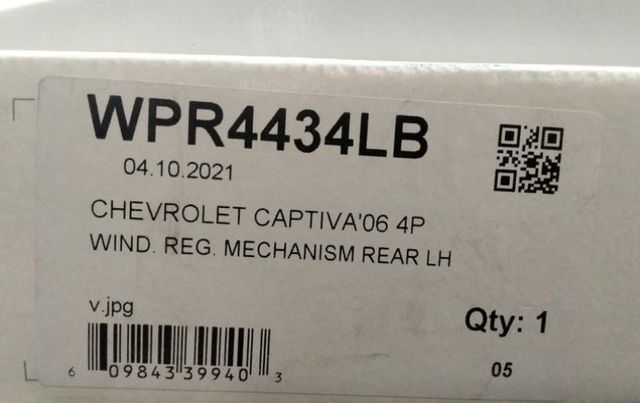 WPR4434LB
04.10.2021
CHEVROLET CAPTIVA'06 4P
WIND. REG. MECHANISM REAR LH
v.jpg
Qty: 1
6 09843 39940 3
05